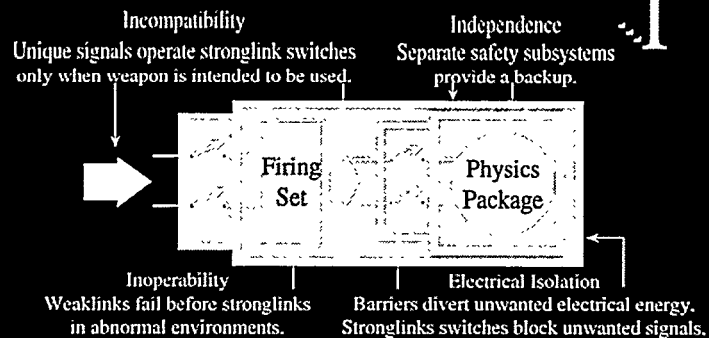 Incompatibility
Unique signals operate stronglink switches
only when weapon is intended to be used.
Independence
Separate safety subsystems
provide a backup.
Firing
Set
Physics
Package
Inoperability
Weaklinks fail before stronglinks
in abnormal environments.
Electrical Isolation
Barriers divert unwanted electrical energy.
Stronglinks switches block unwanted signals.